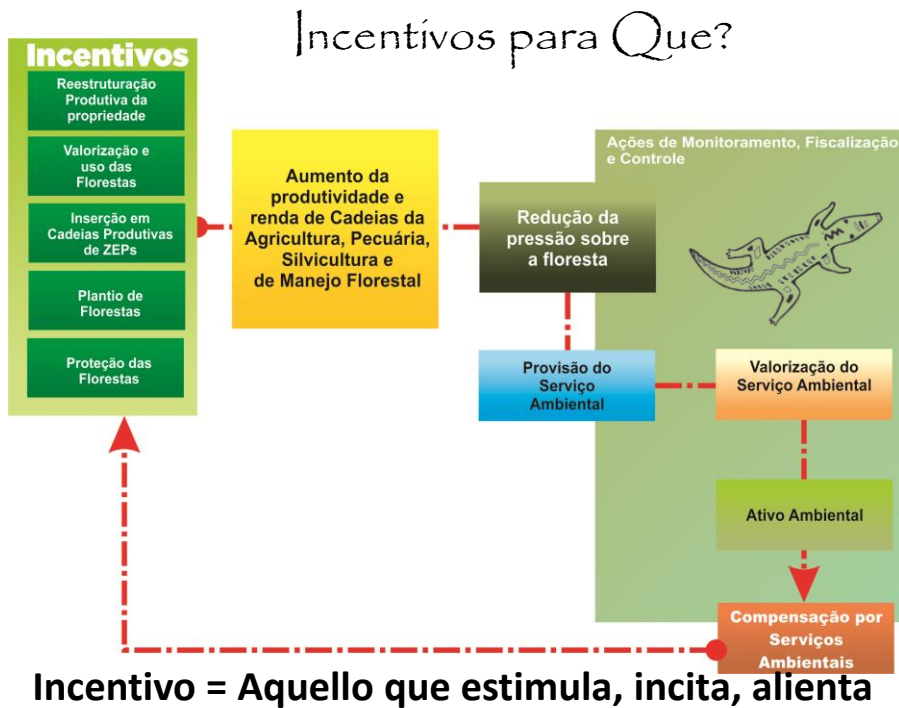 Incentivos para Que?
Incentivos
Reestruturação
Produtiva da
propriedade
Valorização e
uso das
Florestas
Inserção em
Cadeias Produtivas
de ZEPs
Plantio de
Florestas
Proteção das
Florestas
Aumento da
produtividade e
renda de Cadeias da
Agricultura, Pecuária,
Silvicultura e
de Manejo Florestal
Ações de Monitoramento, Fiscalização
e Controle
Redução da
pressão sobre
a floresta
Provisão do
Serviço
Ambiental
Valorização do
Serviço Ambiental
Ativo Ambiental
Compensação por
Serviços
Ambientais
Incentivo = Aquello que estimula, incita, alienta